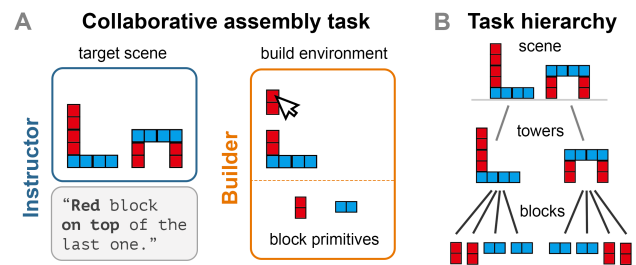 A
Collaborative assembly task
target scene
build environment
Instructor
Builder
“Red block
on top of the
last one.”
block primitives
B
Task hierarchy
scene
towers
blocks